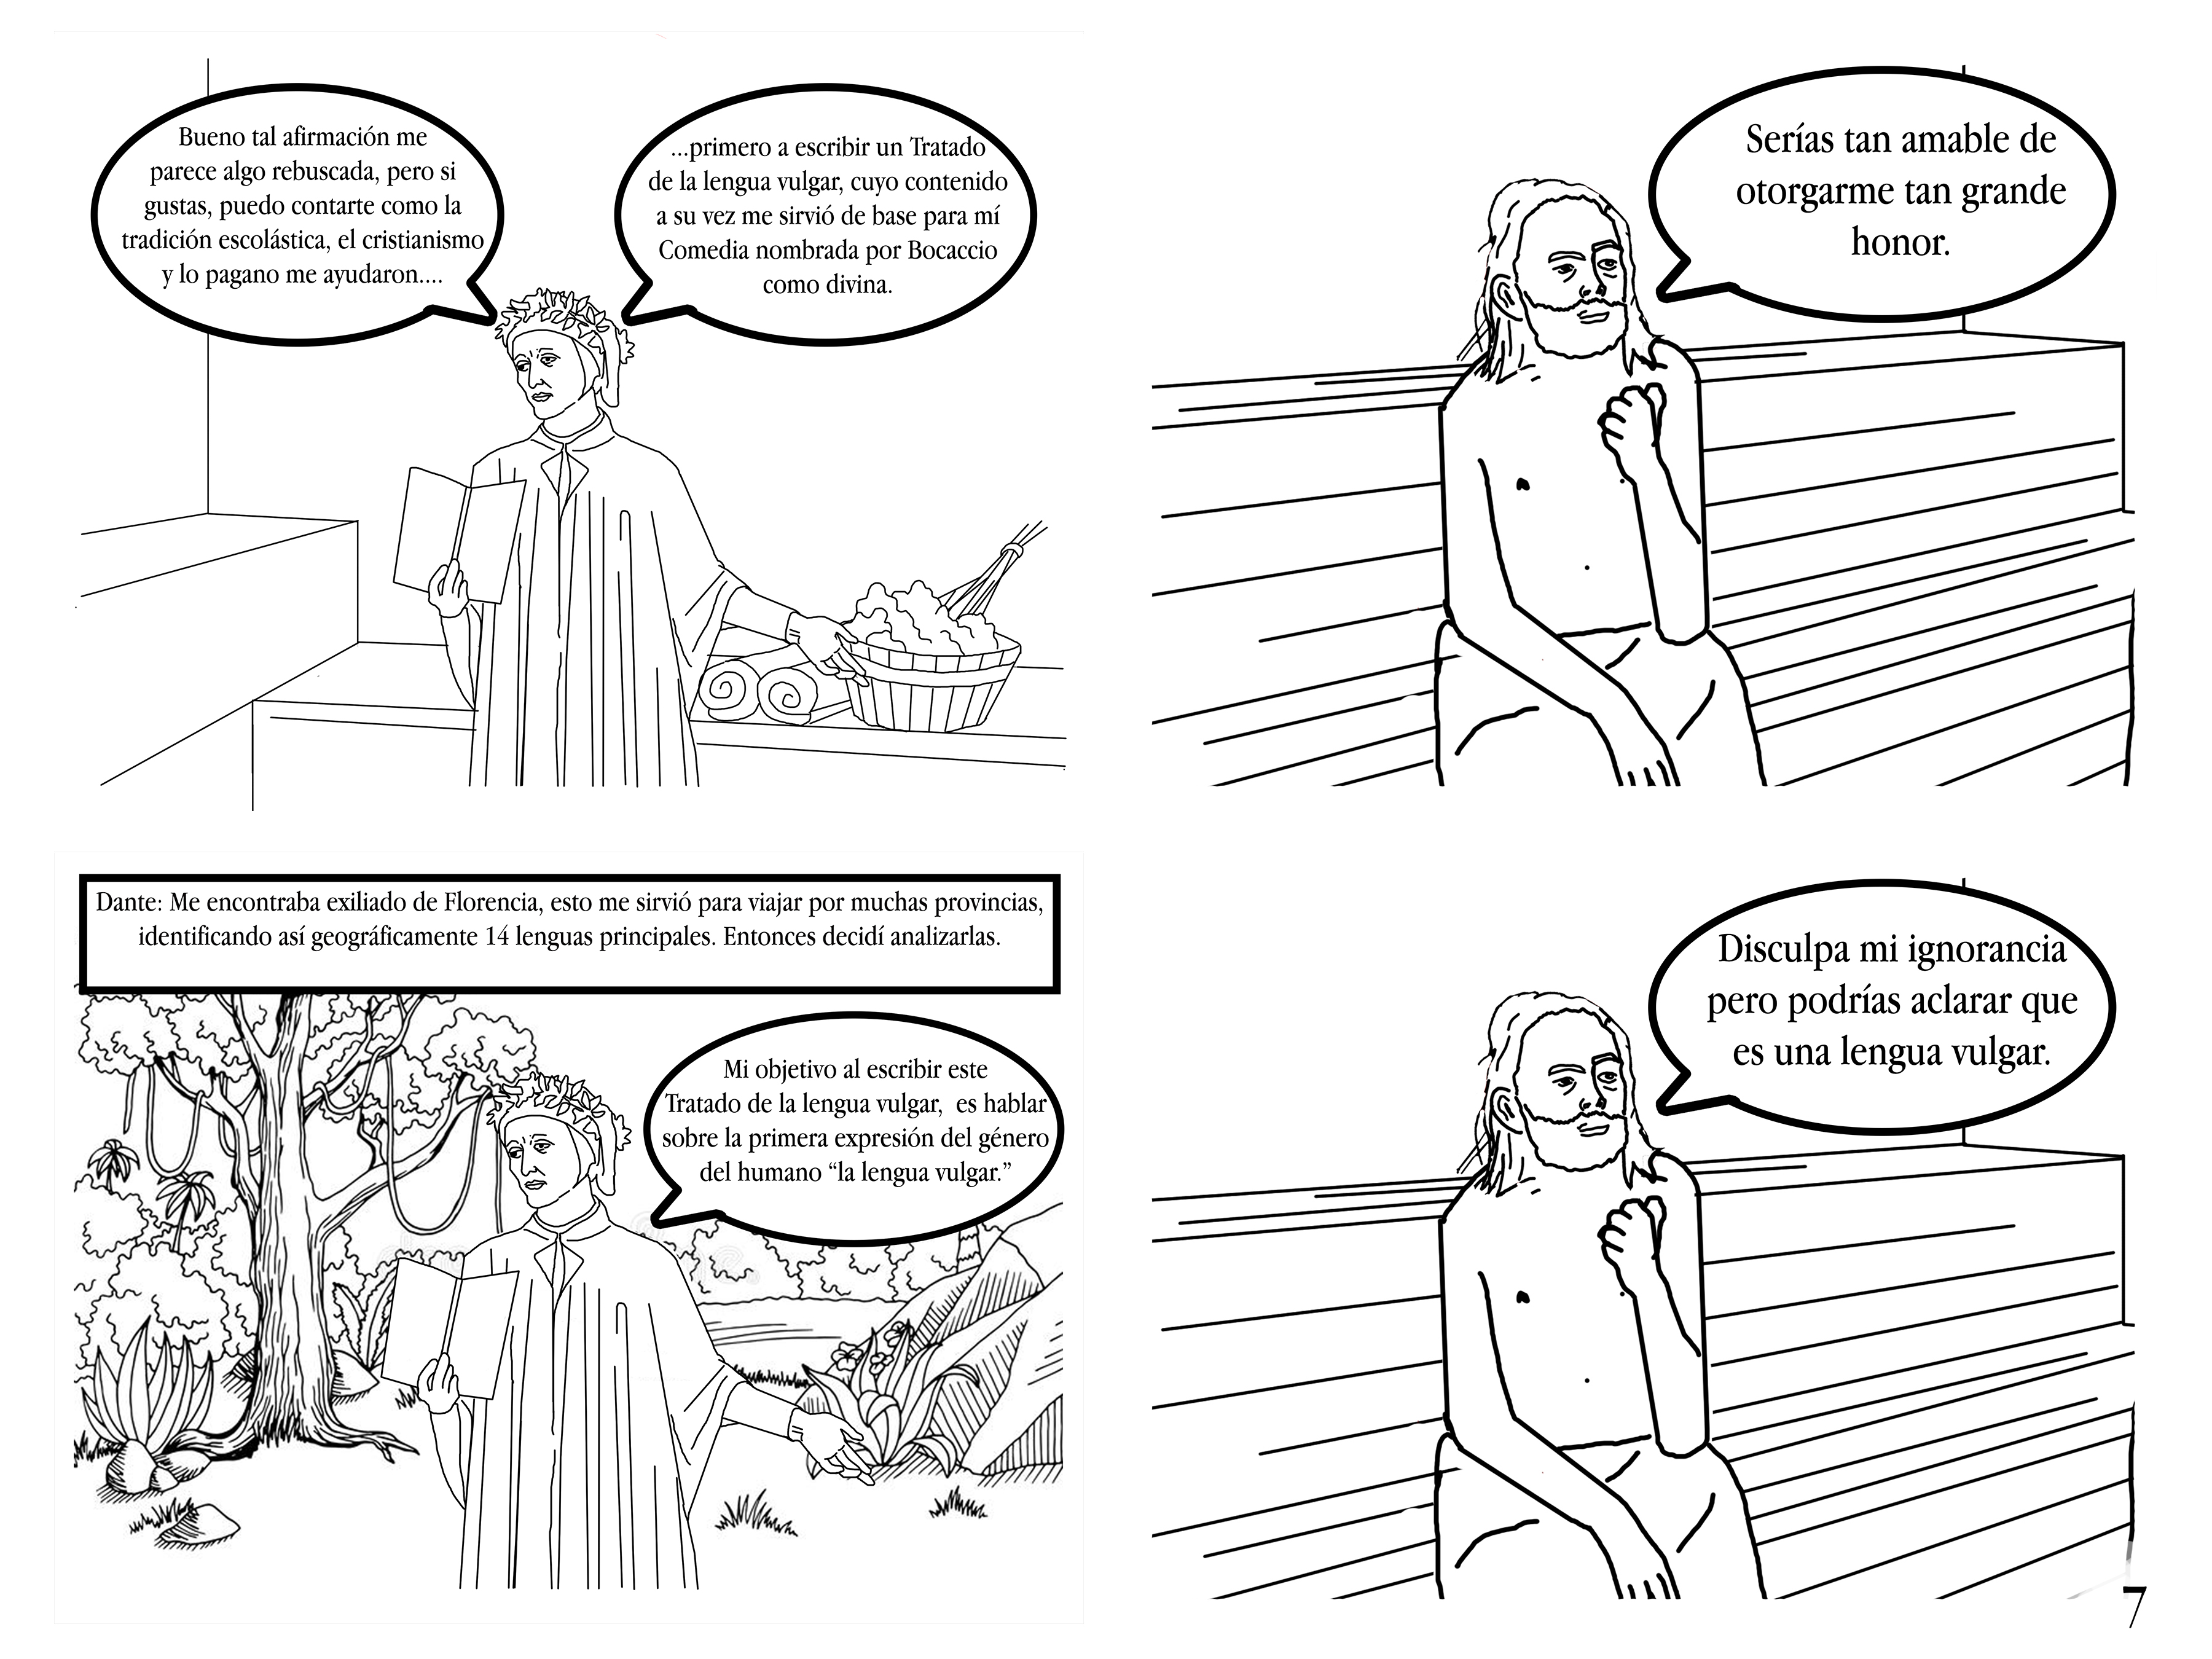 Bueno tal afirmación me
parece algo rebuscada, pero si
gustas, puedo contarte como la
tradición escolástica, el cristianismo
y lo pagano me ayudaron....
...primero a escribir un Tratado
de la lengua vulgar, cuyo contenido
a su vez me sirvió de base para mí
Comedia nombrada por Bocaccio
como divina.
Serías tan amable de
otorgarme tan grande
honor.
Dante: Me encontraba exiliado de Florencia, esto me sirvió para viajar por muchas provincias,
identificando así geográficamente 14 lenguas principales. Entonces decidí analizarlas.
Mi objetivo al escribir este
Tratado de la lengua vulgar,  es hablar
sobre la primera expresión del género
del humano “la lengua vulgar.”
Disculpa mi ignorancia
pero podrías aclarar que
es una lengua vulgar.
7